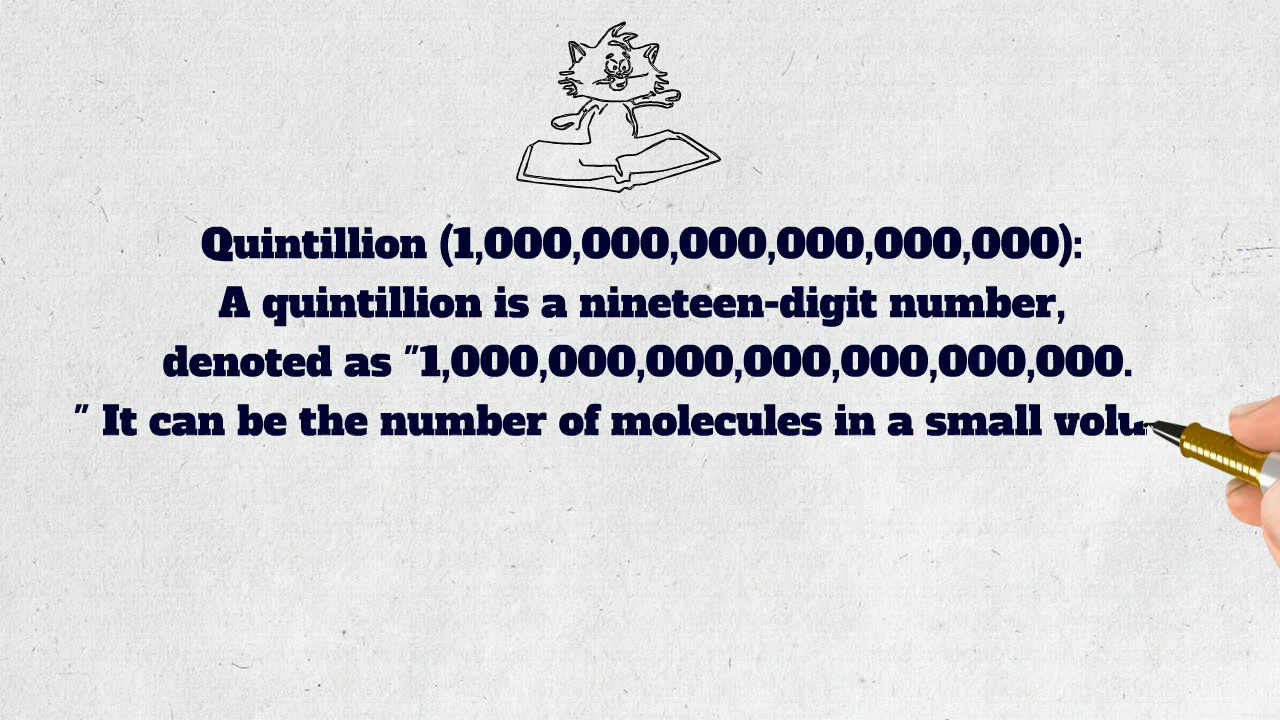 Quintillion (1,000,000,000,000,000,000):
A quintillion is a nineteen-digit number,
denoted as "1,000,000,000,000,000,000,000.
" It can be the number of molecules in a small